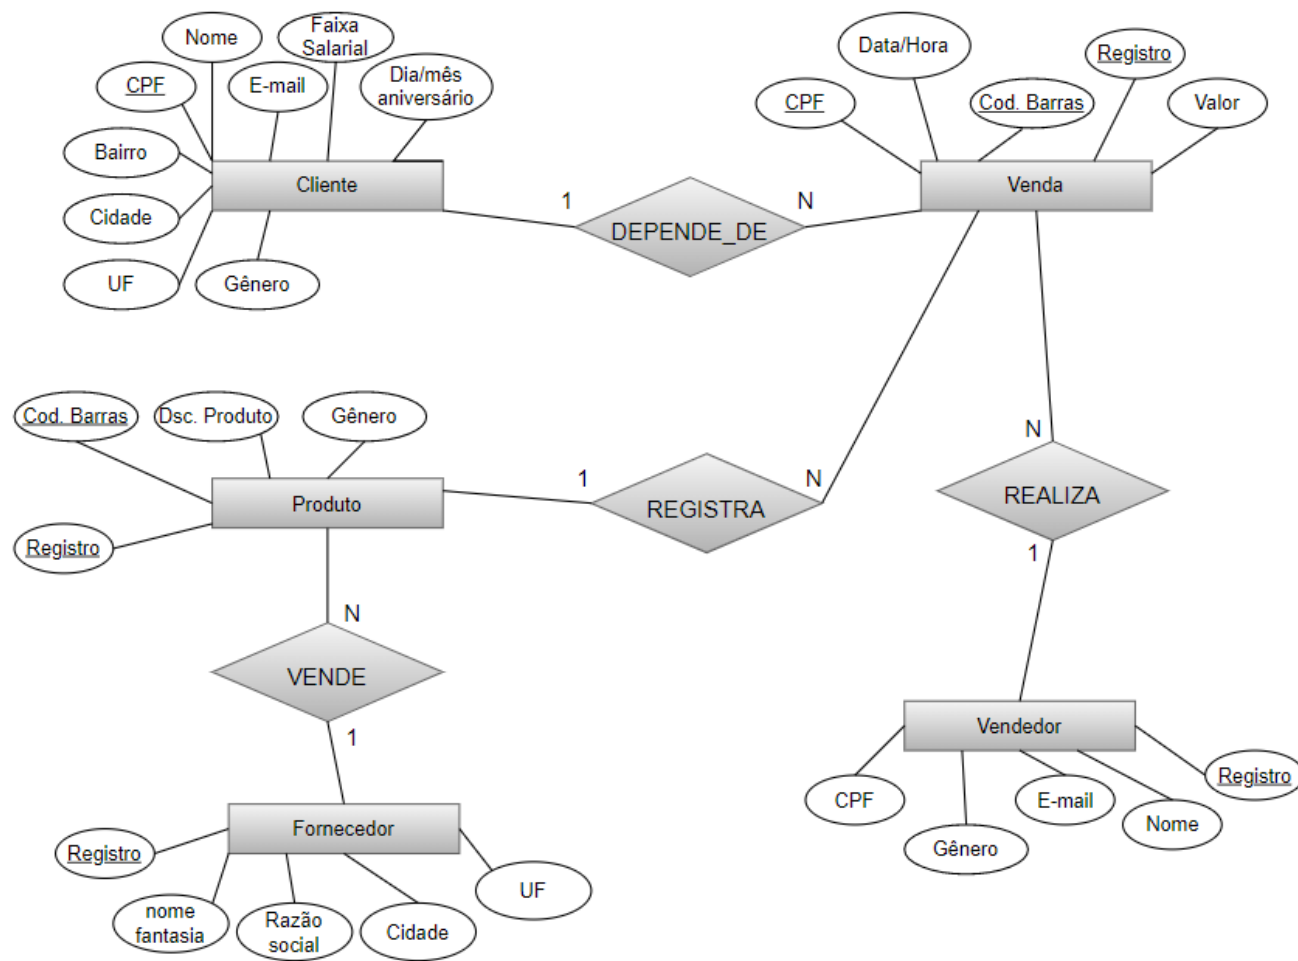 Nome
Faixa
Salarial
CPF
E-mail
Dia/mês
aniversário
Bairro
Cliente
Cidade
UF
Gênero
1
DEPENDE_DE
N
Data/Hora
Registro
CPF
Cod. Barras
Valor
Venda
Cod. Barras
Dsc. Produto
Gênero
Produto
Registro
1
REGISTRA
N
N
REALIZA
1
N
VENDE
1
Vendedor
CPF
Gênero
E-mail
Nome
Registro
Fornecedor
Registro
nome
fantasia
Razão
social
Cidade
UF